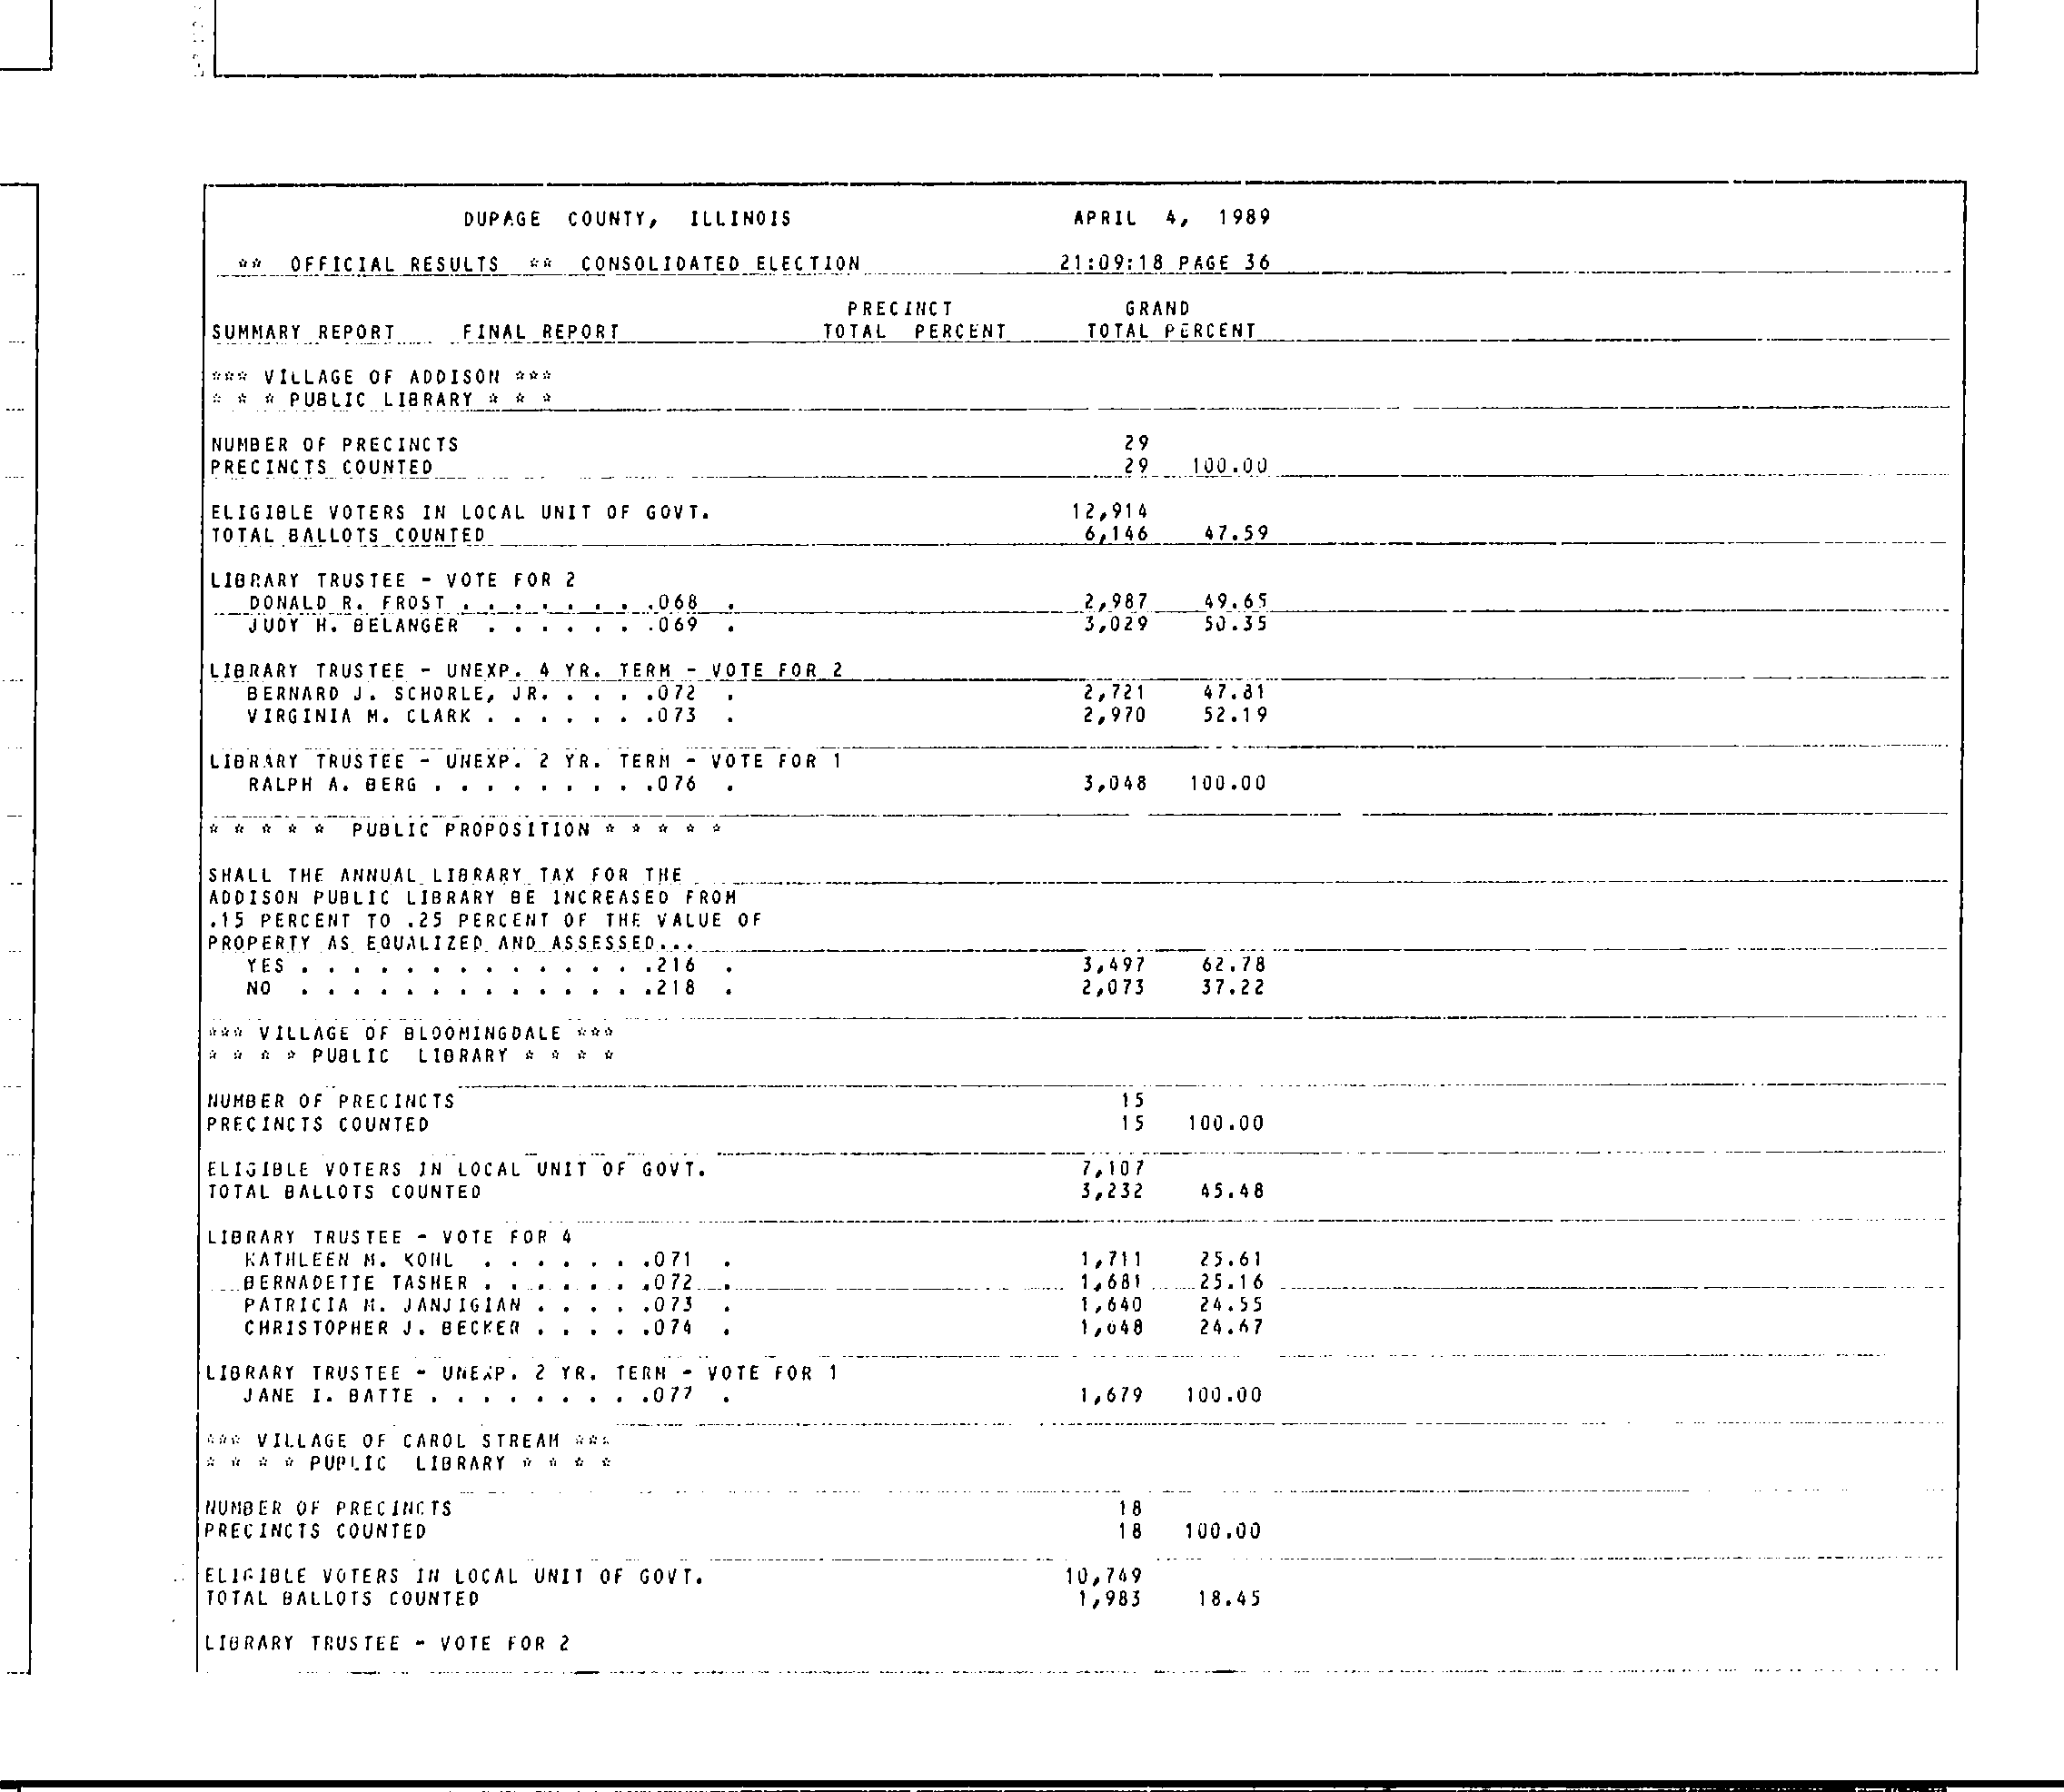 DUPAGE COUNTY, ILLINOIS APRIL 4, 1989
** OFFICIAL RESULTS ** CONSOLIDATED ELECTION 21:09:18 PAGE 36
PRECINCT GRAND
SUMMARY REPORT FINAL REPORT TOTAL PERCENT TOTAL PERCENT
*** VILLAGE OF ADDISON ***
* * * PUBLIC LIBRARY * * *
NUMBER OF PRECINCTS 29
PRECINCTS COUNTED 29 100.00
ELIGIBLE VOTERS IN LOCAL UNIT OF GOVT. 12,914
TOTAL BALLOTS COUNTED 6,146 47.59
LIBRARY TRUSTEE - VOTE FOR 2
DONALD R. FROST . . . . . . . .068 . 2,987 49.65
JUDY H. BELANGER . . . . . . .069 . 3,029 50.35
LIBRARY TRUSTEE - UNEXP. 4 YR. TERM - VOTE FOR 2
BERNARD J. SCHORLE, JR. . . . .072 . 2,721 47.81
VIRGINIA M. CLARK . . . . . . .073 . 2,970 52.19
LIBRARY TRUSTEE - UNEXP. 2 YR. TERM - VOTE FOR 1
RALPH A. BERG . . . . . . . . .076 . 3,048 100.00
* * * * * PUBLIC PROPOSITION * * * * *
SHALL THE ANNUAL LIBRARY TAX FOR THE
ADDISON PUBLIC LIBRARY BE INCREASED FROM
.15 PERCENT TO .25 PERCENT OF THE VALUE OF
PROPERTY AS EQUALIZED AND ASSESSED...
YES . . . . . . . . . . . . . .216 . 3,497 62.78
NO . . . . . . . . . . . . . .218 . 2,073 37.22
*** VILLAGE OF BLOOMINGDALE ***
* * * * PUBLIC LIBRARY * * * *
NUMBER OF PRECINCTS 15
PRECINCTS COUNTED 15 100.00
ELIGIBLE VOTERS IN LOCAL UNIT OF GOVT. 7,107
TOTAL BALLOTS COUNTED 3,232 45.48
LIBRARY TRUSTEE - VOTE FOR 4
KATHLEEN M. KOHL . . . . . . .071 . 1,711 25.61
BERNADETTE TASHER . . . . . . .072 . 1,681 25.16
PATRICIA M. JANJIGIAN . . . . .073 . 1,640 24.55
CHRISTOPHER J. BECKER . . . . .074 . 1,648 24.67
LIBRARY TRUSTEE - UNEXP. 2 YR. TERM - VOTE FOR 1
JANE I. BATTE . . . . . . . . .077 . 1,679 100.00
*** VILLAGE OF CAROL STREAM ***
* * * * PUBLIC LIBRARY * * * *
NUMBER OF PRECINCTS 18
PRECINCTS COUNTED 18 100.00
ELIGIBLE VOTERS IN LOCAL UNIT OF GOVT. 10,749
TOTAL BALLOTS COUNTED 1,983 18.45
LIBRARY TRUSTEE - VOTE FOR 2